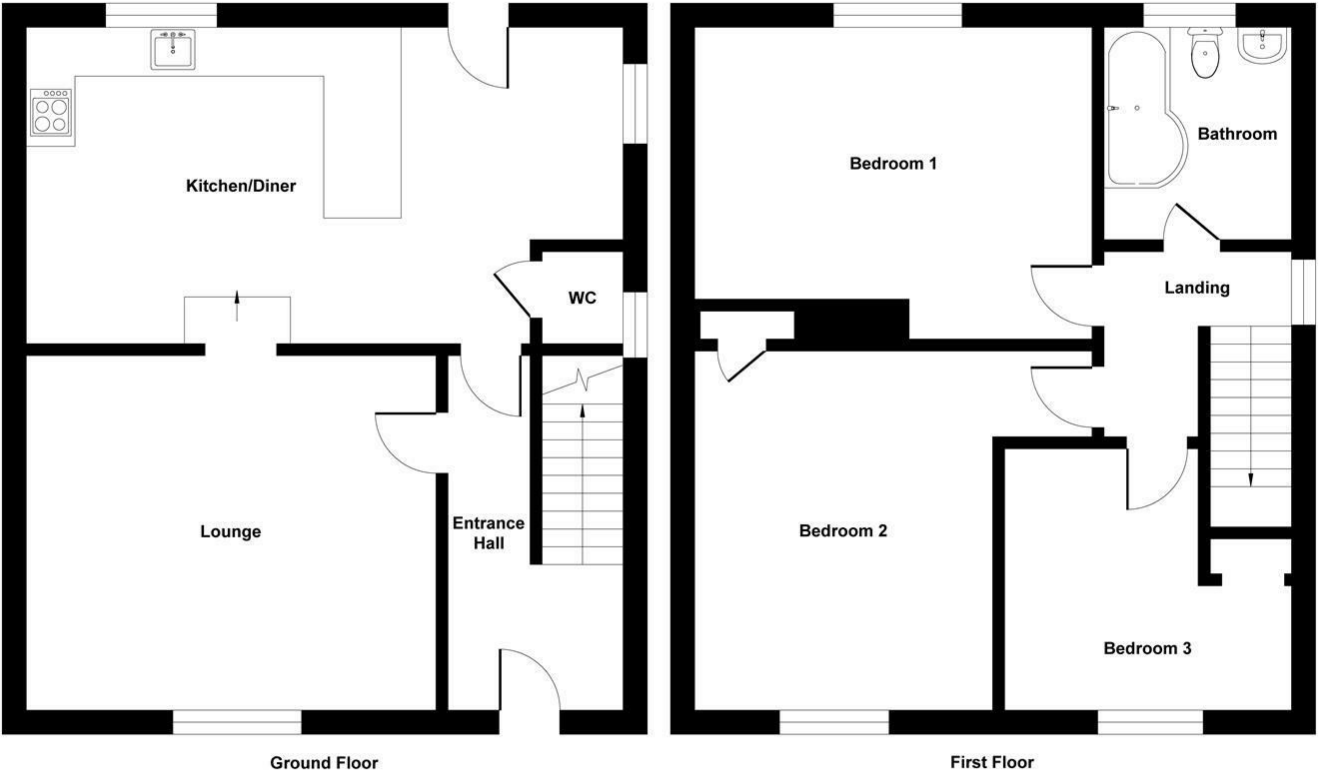 Kitchen/Diner
WC
Lounge
Entrance
Hall
Ground Floor
Bedroom 1
Bathroom
Landing
Bedroom 2
Bedroom 3
First Floor